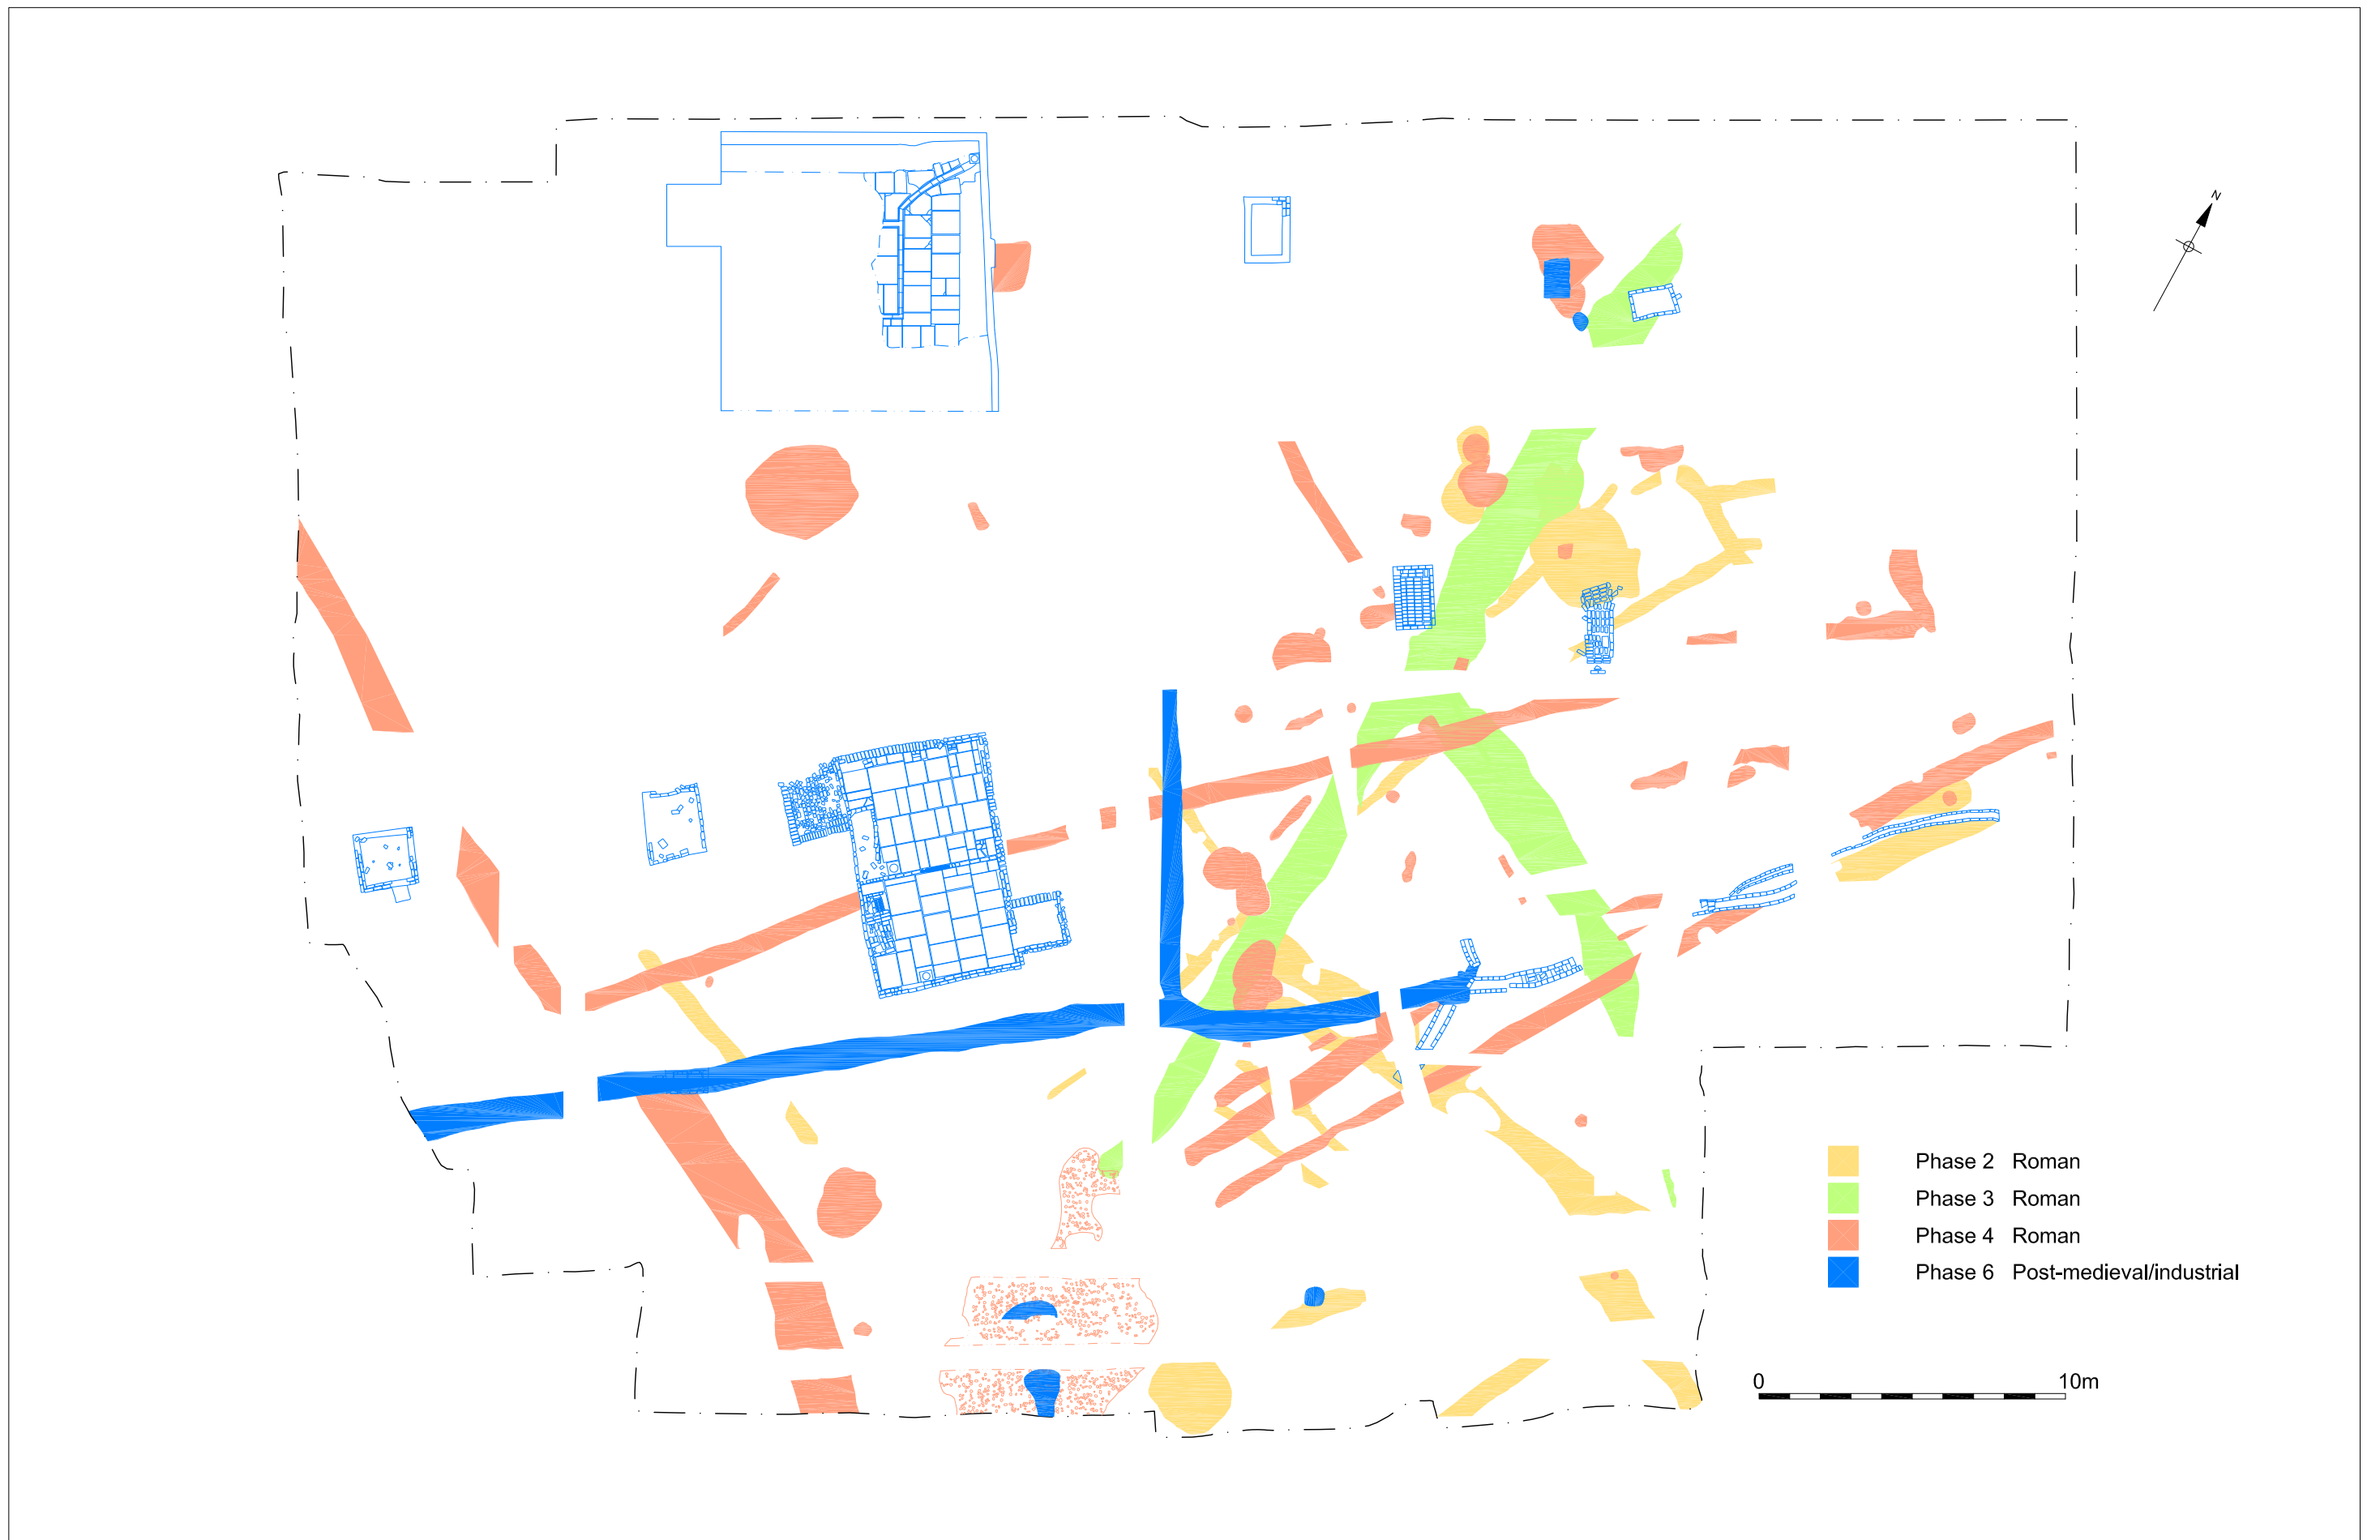 N
Phase 2 Roman
Phase 3 Roman
Phase 4 Roman
Phase 6 Post-medieval/industrial
0 10m